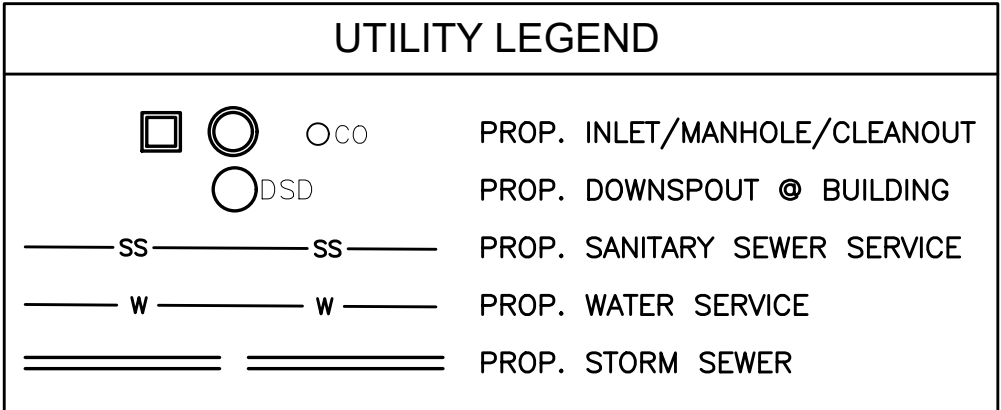 UTILITY LEGEND
CO PROP. INLET/MANHOLE/CLEANOUT
DSD PROP. DOWNSPOUT @ BUILDING
SS SS PROP. SANITARY SEWER SERVICE
W W PROP. WATER SERVICE
PROP. STORM SEWER